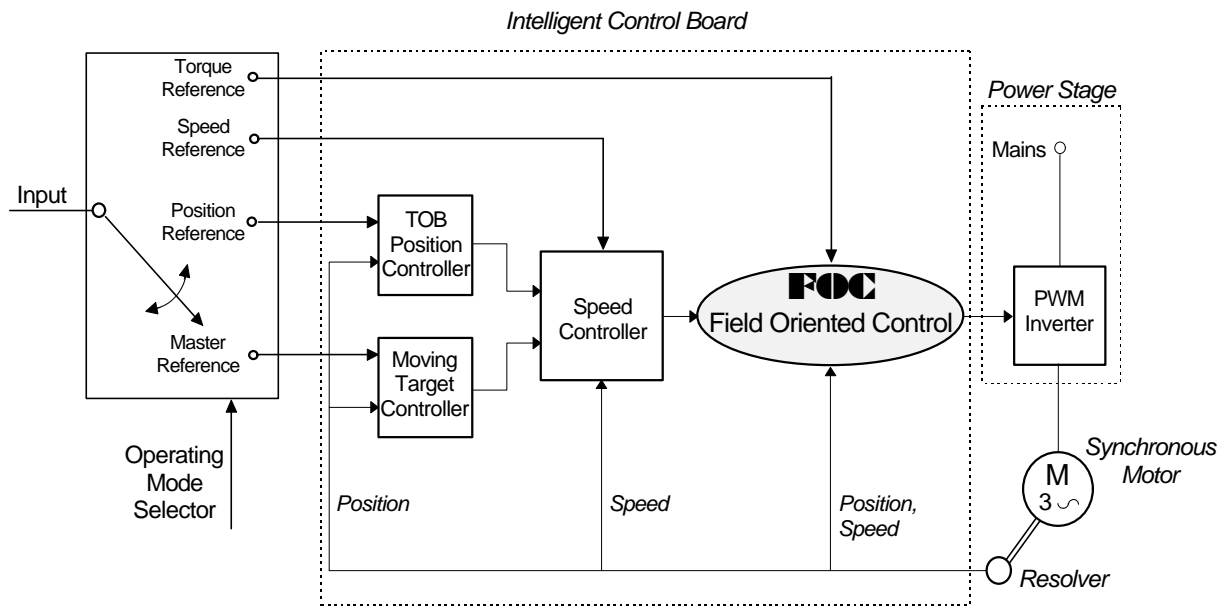 Intelligent Control Board
Torque
Reference
Power Stage
Speed
Reference
Mains
Input
Position
Reference
TOB
Position
Controller
FOC
Field Oriented Control
Speed
Controller
PWM
Inverter
Master
Reference
Moving
Target
Controller
Operating
Mode
Selector
Synchronous
Motor
M
3
Position
Speed
Position,
Speed
Resolver